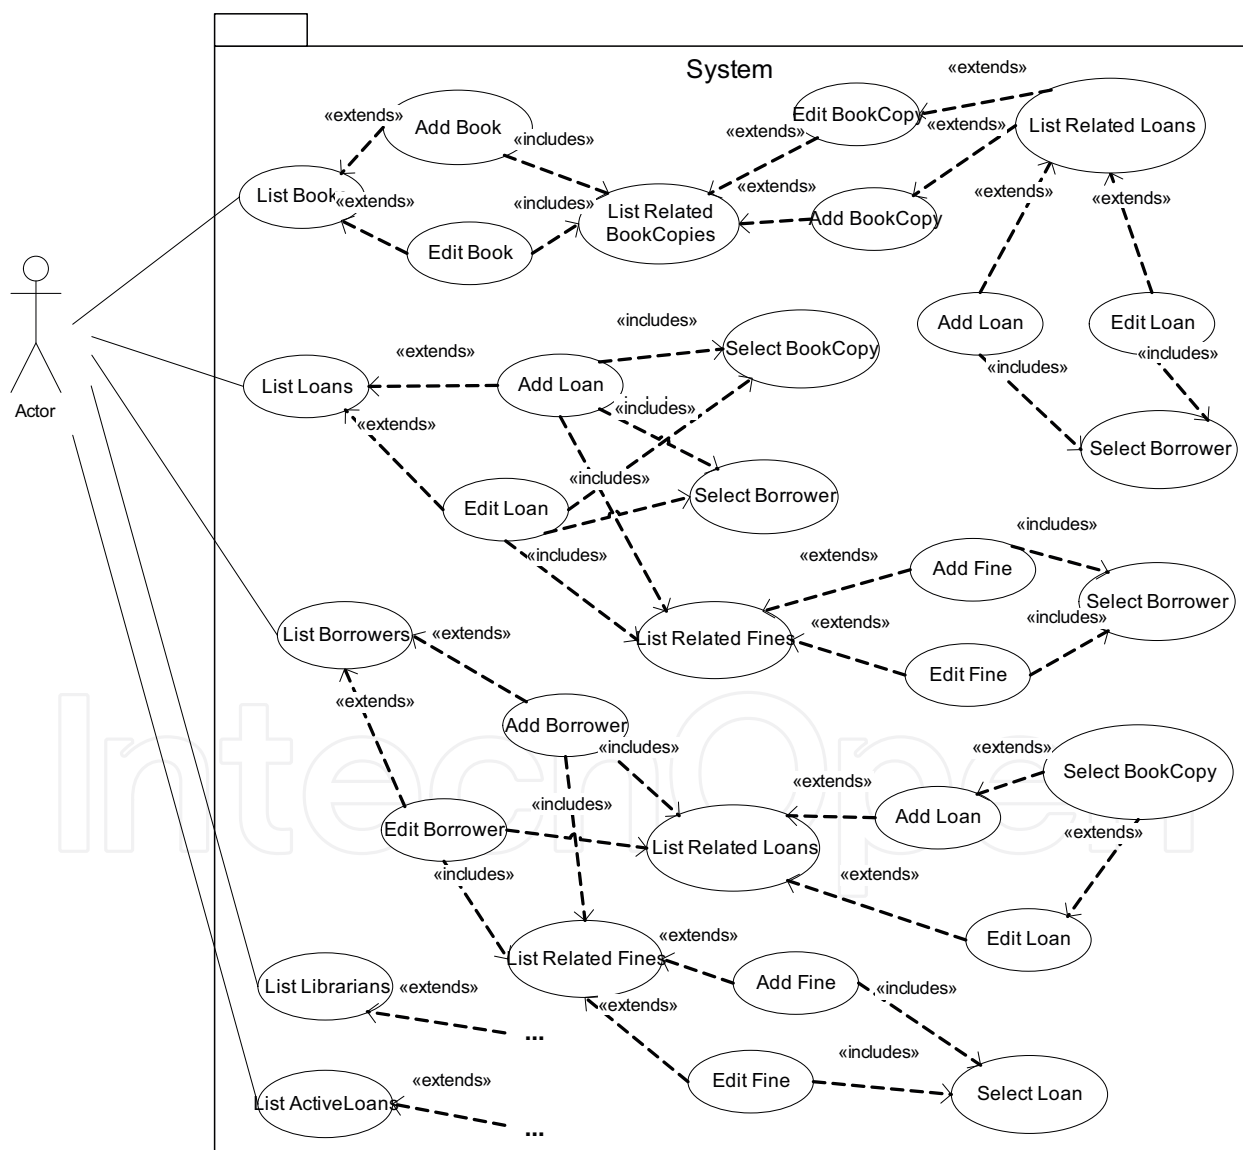 System
«extends»
«extends»
Add Book
«includes»
Edit BookCopy
«extends»
«extends»
List Related Loans
List Book
«extends»
«includes»
List Related
BookCopies
«extends»
Add BookCopy
«extends»
«extends»
Edit Book
Actor
Add Loan
Edit Loan
«includes»
«includes»
Select Borrower
List Loans
«extends»
Add Loan
«includes»
Select BookCopy
«extends»
«includes»
«includes»
Edit Loan
Select Borrower
«includes»
«extends»
Add Fine
«includes»
Select Borrower
«includes»
List Borrowers
«extends»
List Related Fines
«extends»
Edit Fine
«extends»
Add Borrower
«includes»
«extends»
Select BookCopy
«includes»
«extends»
Add Loan
«extends»
Edit Borrower
List Related Loans
«includes»
«extends»
Edit Loan
List Related Fines
«extends»
Add Fine
«includes»
List Librarians
«extends»
...
«extends»
Edit Fine
«includes»
Select Loan
List ActiveLoans
«extends»
...
IntechOpen